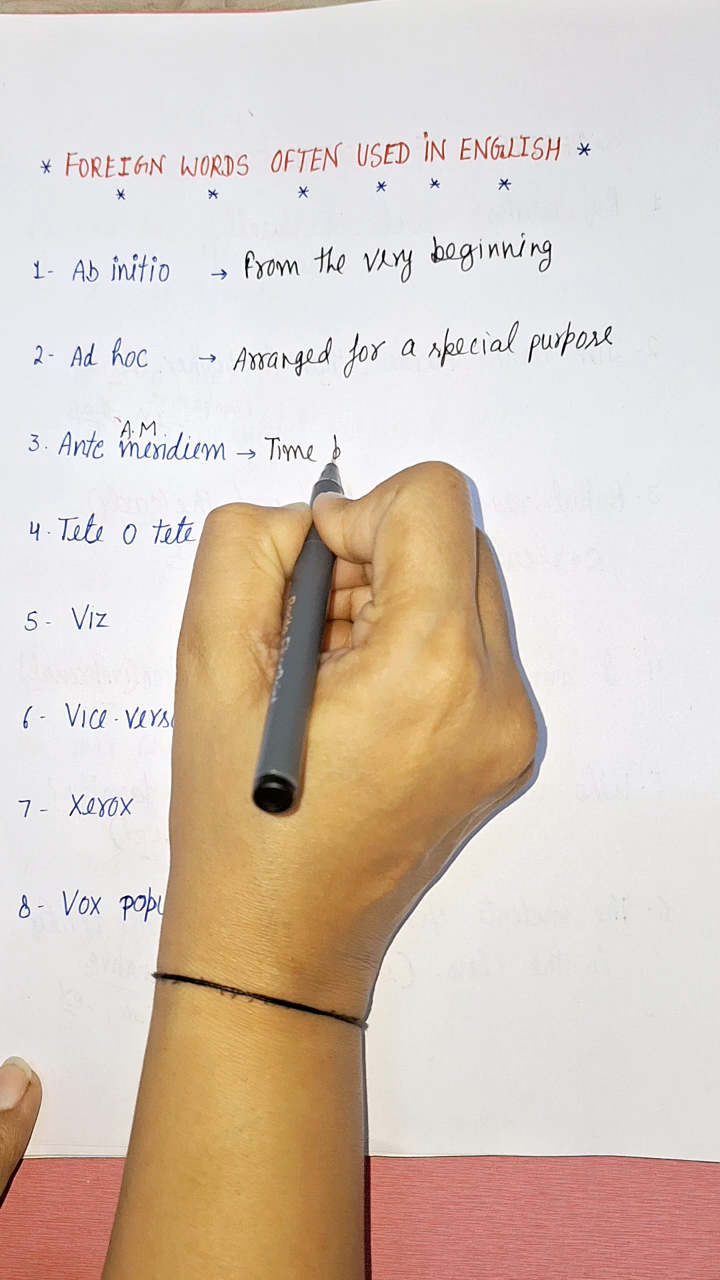 * FOREIGN WORDS OFTEN USED IN ENGLISH *
* * * * * *
1- Ab initio → From the very beginning
2- Ad hoc → Arranged for a special purpose
A.M.
3. Ante meridiem → Time b
4. Tete O tete
5- Viz
6- Vice-vers
7- Xerox
8- Vox popu